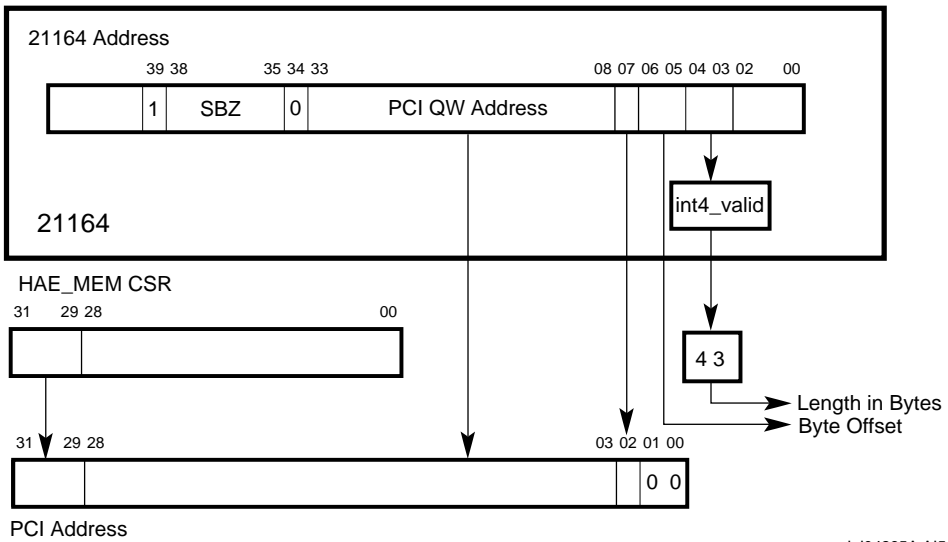 21164 Address
39 38 35 34 33 08 07 06 05 04 03 02 00
1 SBZ 0 PCI QW Address
int4_valid
21164
HAE_MEM CSR
31 29 28 00
4 3
Length in Bytes
Byte Offset
31 29 28 03 02 01 00
0 0
PCI Address